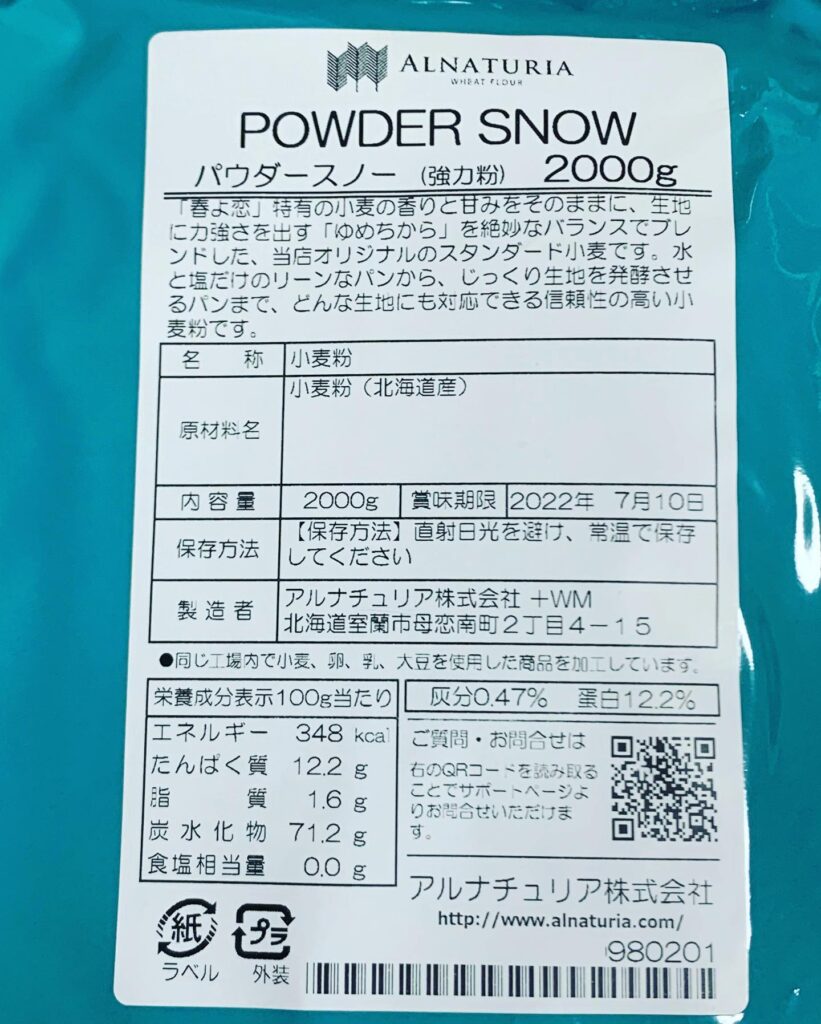 ALNATURIA
WHEAT FLOUR
POWDER SNOW
パウダースノー (強力粉) 2000g
「春よ恋」特有の小麦の香りと甘みをそのままに、生地
に力強さを出す「ゆめちから」を絶妙なバランスでブレ
ンドした、当店オリジナルのスタンダード小麦です。水
と塩だけのリーンなパンから、じっくり生地を発酵させ
るパンまで、どんな生地にも対応できる信頼性の高い小
麦粉です。
名 称 小麦粉
原材料名 小麦粉（北海道産）
内容量 2000g 賞味期限 2022年 7月10日
保存方法 【保存方法】直射日光を避け、常温で保存
してください
製造者 アルナチュリア株式会社 +WM
北海道室蘭市母恋南町2丁目4-15
●同じ工場内で小麦、卵、乳、大豆を使用した商品を加工しています。
栄養成分表示100g当たり
エネルギー 348 kcal
たんぱく質 12.2 g
脂質 1.6 g
炭水化物 71.2 g
食塩相当量 0.0 g
灰分0.47% 蛋白12.2%
ご質問・お問合せは
右のQRコードを読み取る
ことでサポートページよ
りお問合せいただけま
す。
アルナチュリア株式会社
http://www.alnaturia.com/
980201
紙
ラベル
プラ
外装